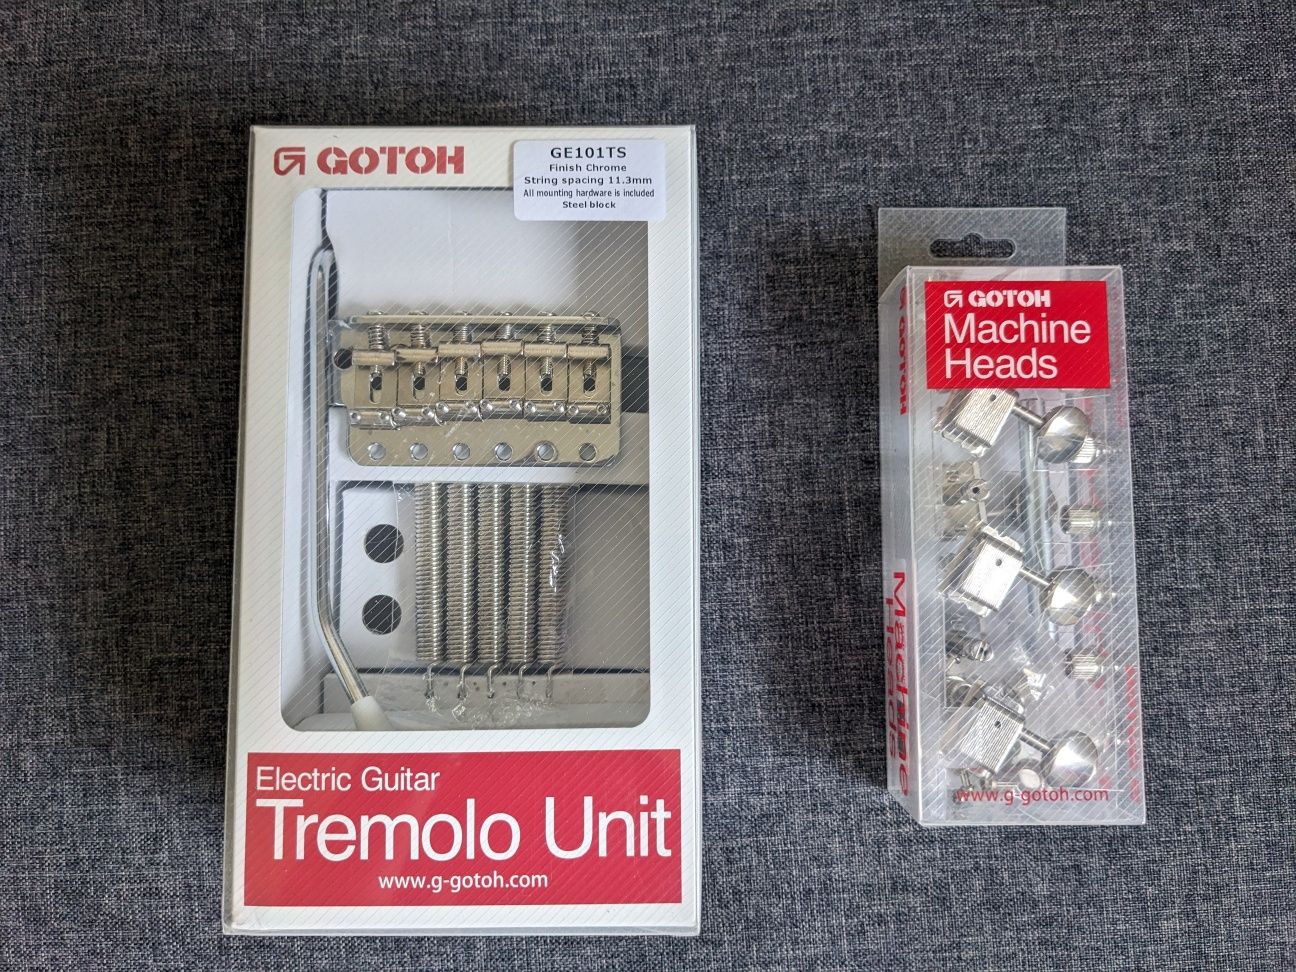 GOTOH
GE101TS
Finish Chrome
String spacing 11.3mm
All mounting hardware is included
Steel block
Electric Guitar
Tremolo Unit
www.g-gotoh.com
GOTOH
Machine
Heads
www.g-gotoh.com
GOTOH
Machine
Heads